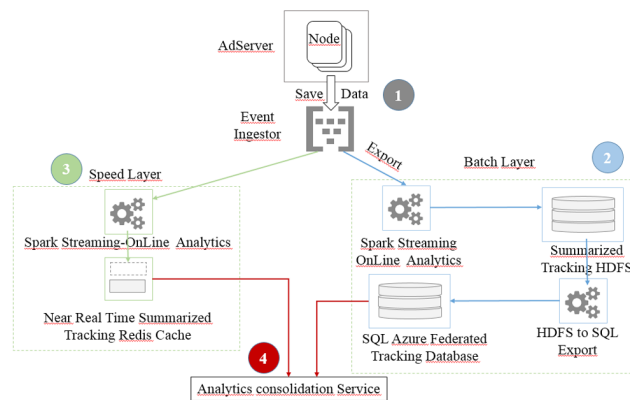 Node
AdServer
Save Data
1
Event
Ingestor
Export
3
Speed Layer
Batch Layer
2
Spark Streaming-OnLine Analytics
Spark Streaming
OnLine Analytics
Summarized
Tracking HDFS
Near Real Time Summarized
Tracking Redis Cache
SQL Azure Federated
Tracking Database
HDFS to SQL
Export
4
Analytics consolidation Service